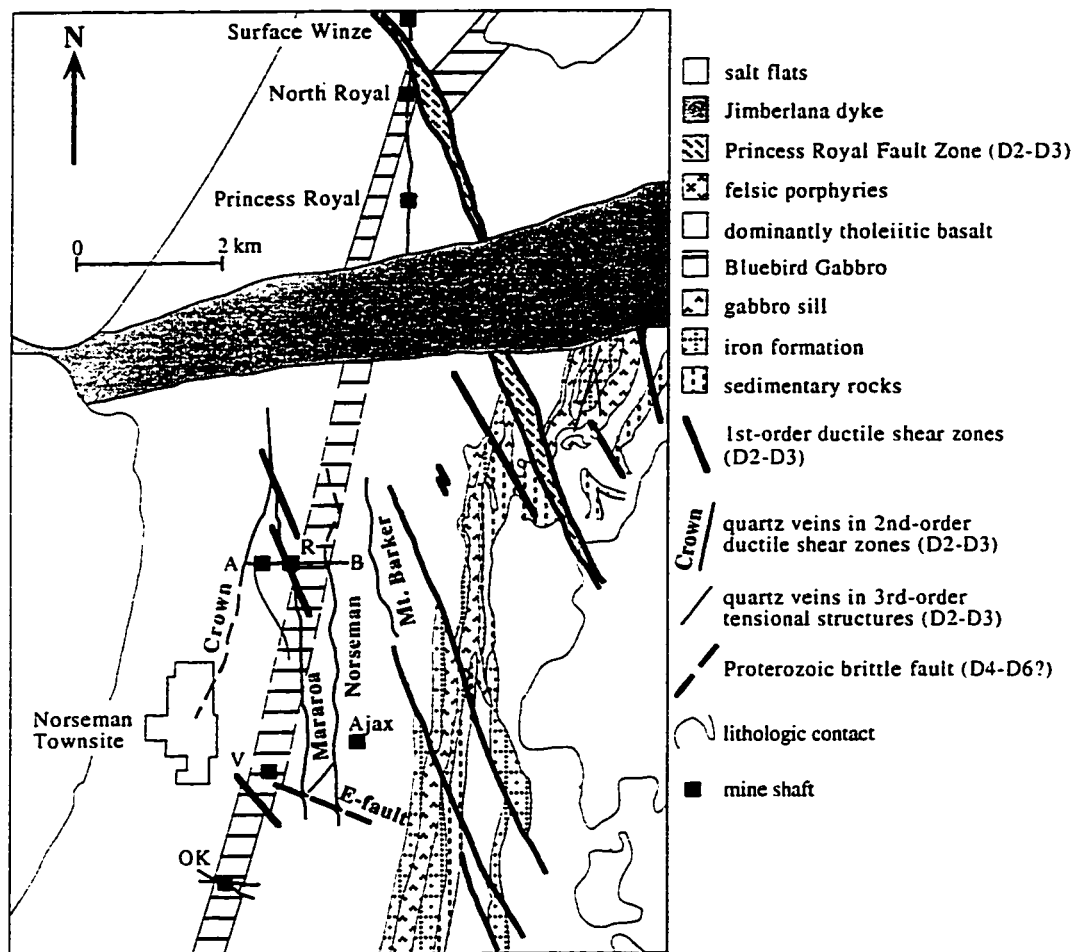 N
Surface Winze
North Royal
Princess Royal
0 2 km
A
R
B
Crown
Mararoa
Norseman
Mt. Barker
Norseman
Townsite
Ajax
V
E-fault
OK
salt flats
Jimberlana dyke
Princess Royal Fault Zone (D2-D3)
felsic porphyries
dominantly tholeiitic basalt
Bluebird Gabbro
gabbro sill
iron formation
sedimentary rocks
1st-order ductile shear zones
(D2-D3)
Crown
quartz veins in 2nd-order
ductile shear zones (D2-D3)
quartz veins in 3rd-order
tensional structures (D2-D3)
Proterozoic brittle fault (D4-D6?)
lithologic contact
mine shaft